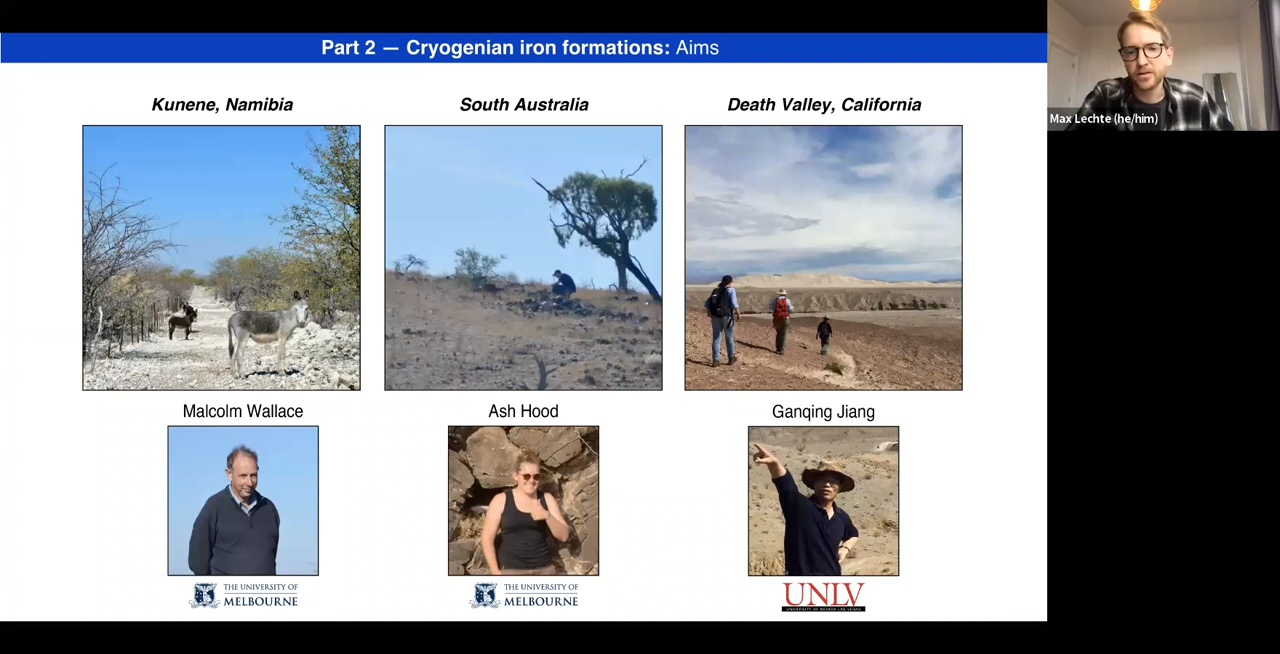 Part 2 — Cryogenian iron formations: Aims
Max Lechte (he/him)
Kunene, Namibia
South Australia
Death Valley, California
Malcolm Wallace
Ash Hood
Ganqing Jiang
THE UNIVERSITY OF
MELBOURNE
THE UNIVERSITY OF
MELBOURNE
UNLV
UNIVERSITY OF NEVADA LAS VEGAS